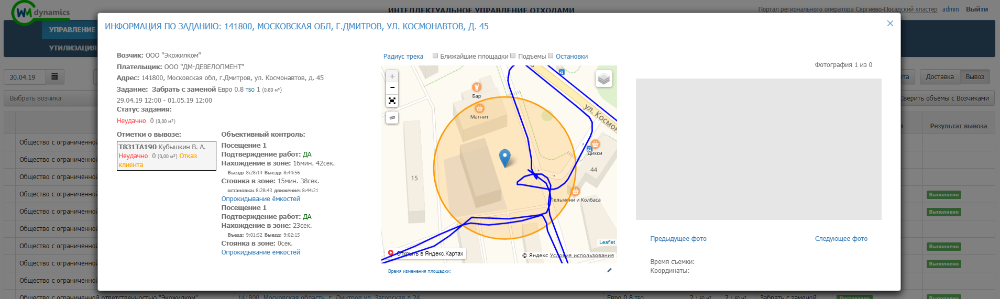 WM dynamics
ИНТЕЛЛЕКТУАЛЬНОЕ УПРАВЛЕНИЕ ОТХОДАМИ
Портал регионального оператора Сергиево-Посадский кластер admin Выйти
УПРАВЛЕНИЕ
УТИЛИЗАЦИЯ
ИНФОРМАЦИЯ ПО ЗАДАНИЮ: 141800, МОСКОВСКАЯ ОБЛ, Г.ДМИТРОВ, УЛ. КОСМОНАВТОВ, Д. 45
30.04.19
Выбрать возчика
Доставка Вывоз
Сверить объёмы с Возчиками
Результат вывоза
Возчик: ООО "Экожилком"
Плательщик: ООО "ДМ-ДЕВЕЛОПМЕНТ"
Адрес: 141800, Московская обл, г.Дмитров, ул. Космонавтов, д. 45
Задание: Забрать с заменой Евро 0.8 ТБО 1 (0,80 м³)
29.04.19 12:00 - 01.05.19 12:00
Статус задания:
Неудачно 0 (0,00 м³)
Отметки о вывозе:
Т831ТА190 Кубышкин В. А.
Неудачно 0 (0,00 м³) Отказ
клиента
Объективный контроль:
Посещение 1
Подтверждение работ: ДА
Нахождение в зоне: 16мин. 42сек.
Въезд: 8:28:14 Выезд: 8:44:56
Стоянка в зоне: 15мин. 38сек.
остановка: 8:28:43 движение: 8:44:21
Опрокидывание ёмкостей
Посещение 1
Подтверждение работ: ДА
Нахождение в зоне: 23сек.
Въезд: 9:01:52 Выезд: 9:02:15
Стоянка в зоне: 0сек.
Опрокидывание ёмкостей
Радиус трека Ближайшие площадки Подъемы Остановки
Бар
Магнит
ул. Космон
Дикси
15
44
Пельмени и Колбаса
Leaflet
Открыть в Яндекс.Картах
© Яндекс Условия использования
Время изменения площадки:
Фотография 1 из 0
Предыдущее фото Следующее фото
Время съемки:
Координаты:
Общество с ограниченной
Общество с ограниченной
Общество с ограниченной
Общество с ограниченной
Выполнено
Общество с ограниченной
Выполнено
Общество с ограниченной
Общество с ограниченной
Выполнено
Общество с ограниченной
Выполнено
Общество с ограниченной
Общество с ограниченной ответственностью "Экожилком" 141800, Московская область, г. Дмитров ул. Загорская д.24 Евро 0.8 ТБО 2 1,60 м³ 2 1,60 м³ Забрать с заменой Доставлено